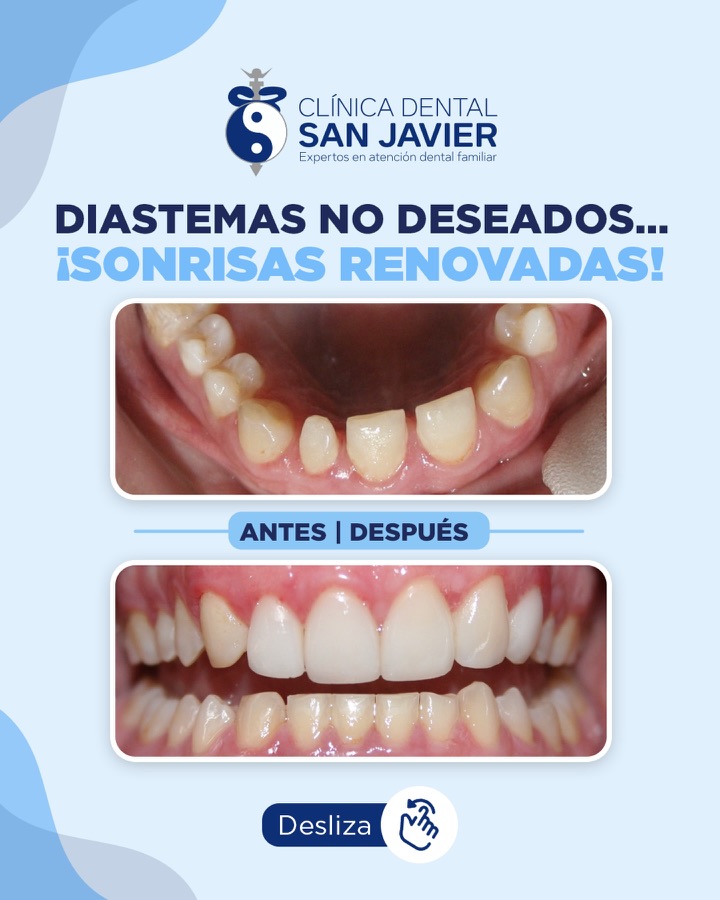 CLÍNICA DENTAL
SAN JAVIER
Expertos en atención dental familiar
DIASTEMAS NO DESEADOS...
¡SONRISAS RENOVADAS!
ANTES | DESPUÉS
Desliza